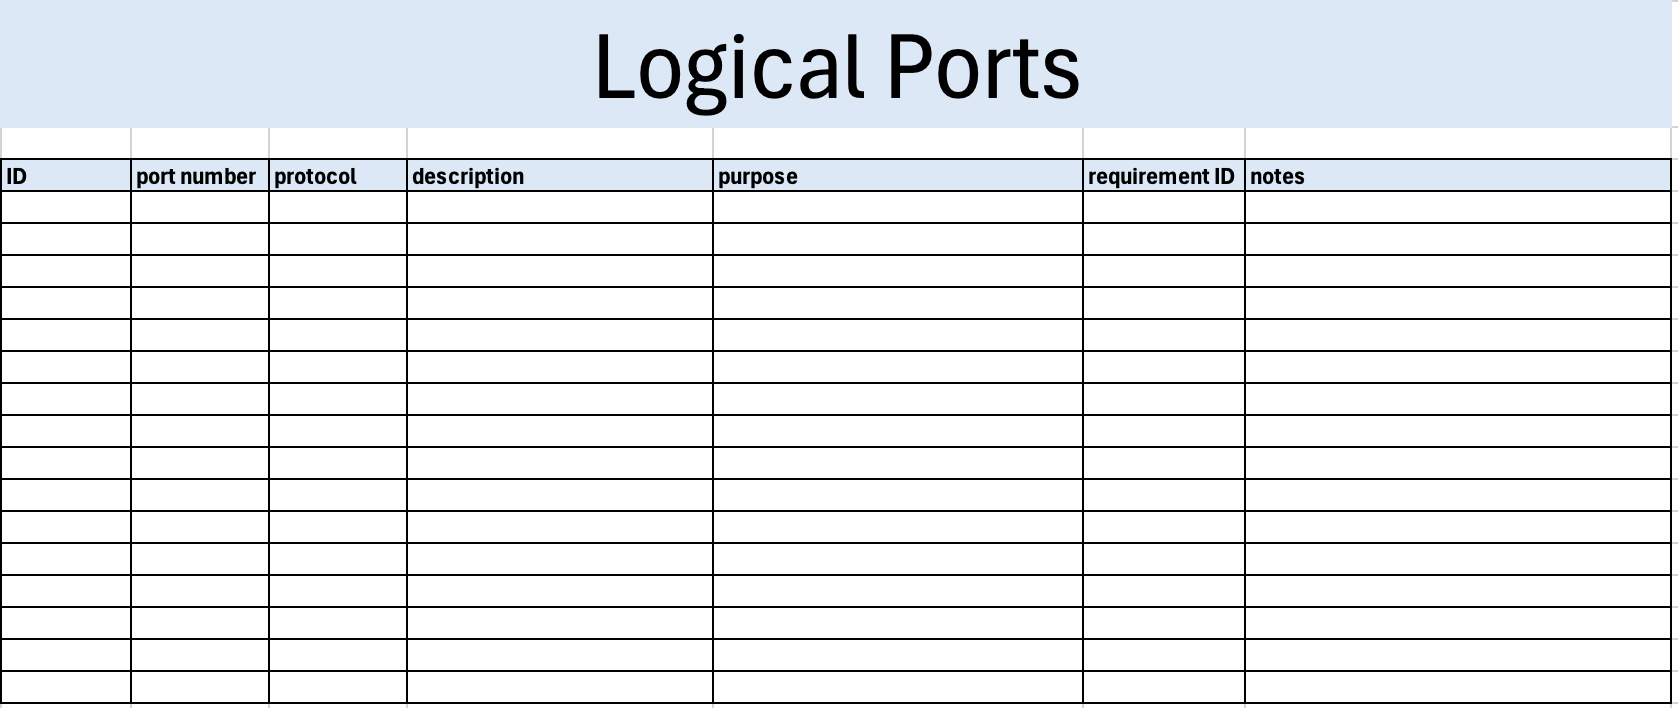 Logical Ports
ID port number protocol description purpose requirement ID notes